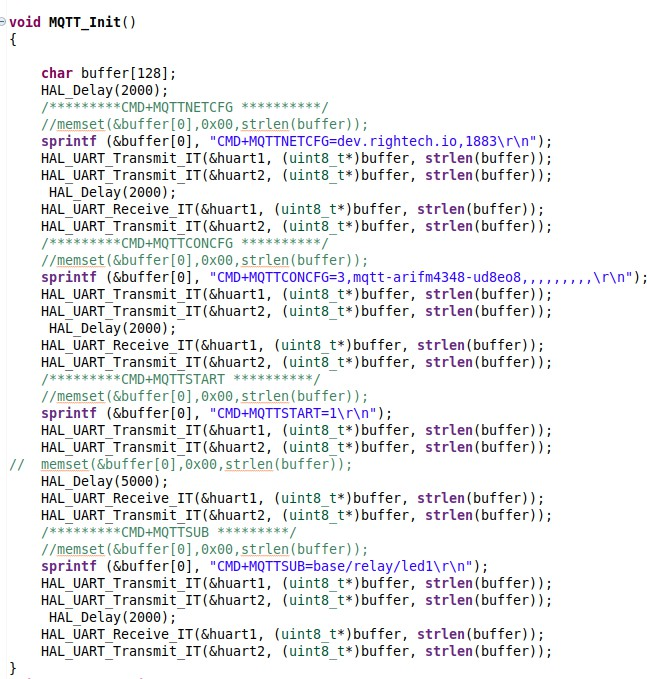 void MQTT_Init()
{
char buffer[128];
HAL_Delay(2000);
/*********CMD+MQTTNETCFG **********/
//memset(&buffer[0],0x00,strlen(buffer));
sprintf (&buffer[0], "CMD+MQTTNETCFG=dev.rightech.io,1883\r\n");
HAL_UART_Transmit_IT(&huart1, (uint8_t*)buffer, strlen(buffer));
HAL_UART_Transmit_IT(&huart2, (uint8_t*)buffer, strlen(buffer));
HAL_Delay(2000);
HAL_UART_Receive_IT(&huart1, (uint8_t*)buffer, strlen(buffer));
HAL_UART_Transmit_IT(&huart2, (uint8_t*)buffer, strlen(buffer));
/*********CMD+MQTTCONCFG **********/
//memset(&buffer[0],0x00,strlen(buffer));
sprintf (&buffer[0], "CMD+MQTTCONCFG=3,mqtt-arifm4348-ud8eo8,,,,,,,,,\r\n");
HAL_UART_Transmit_IT(&huart1, (uint8_t*)buffer, strlen(buffer));
HAL_UART_Transmit_IT(&huart2, (uint8_t*)buffer, strlen(buffer));
HAL_Delay(2000);
HAL_UART_Receive_IT(&huart1, (uint8_t*)buffer, strlen(buffer));
HAL_UART_Transmit_IT(&huart2, (uint8_t*)buffer, strlen(buffer));
/*********CMD+MQTTSTART **********/
//memset(&buffer[0],0x00,strlen(buffer));
sprintf (&buffer[0], "CMD+MQTTSTART=1\r\n");
HAL_UART_Transmit_IT(&huart1, (uint8_t*)buffer, strlen(buffer));
HAL_UART_Transmit_IT(&huart2, (uint8_t*)buffer, strlen(buffer));
// memset(&buffer[0],0x00,strlen(buffer));
HAL_Delay(5000);
HAL_UART_Receive_IT(&huart1, (uint8_t*)buffer, strlen(buffer));
HAL_UART_Transmit_IT(&huart2, (uint8_t*)buffer, strlen(buffer));
/*********CMD+MQTTSUB *********/
//memset(&buffer[0],0x00,strlen(buffer));
sprintf (&buffer[0], "CMD+MQTTSUB=base/relay/led1\r\n");
HAL_UART_Transmit_IT(&huart1, (uint8_t*)buffer, strlen(buffer));
HAL_UART_Transmit_IT(&huart2, (uint8_t*)buffer, strlen(buffer));
HAL_Delay(2000);
HAL_UART_Receive_IT(&huart1, (uint8_t*)buffer, strlen(buffer));
HAL_UART_Transmit_IT(&huart2, (uint8_t*)buffer, strlen(buffer));
}